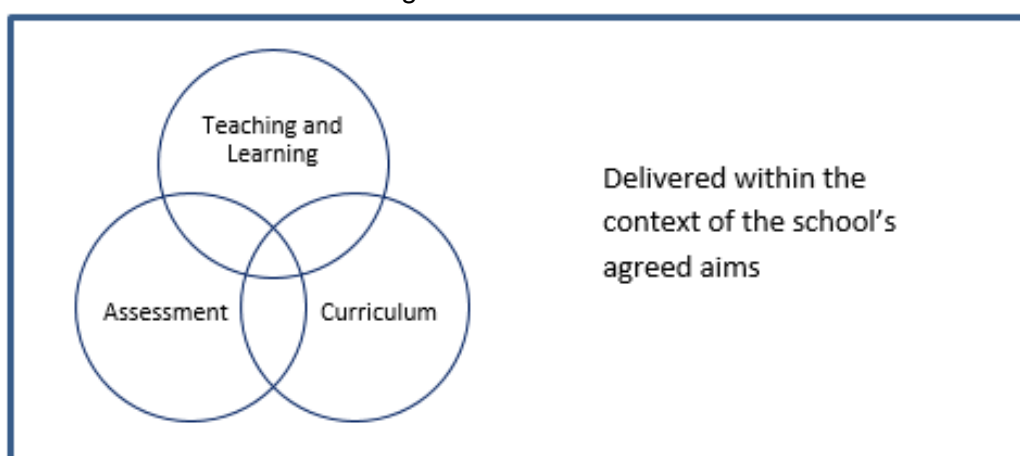 Teaching and
Learning
Assessment
Curriculum
Delivered within the
context of the school's
agreed aims